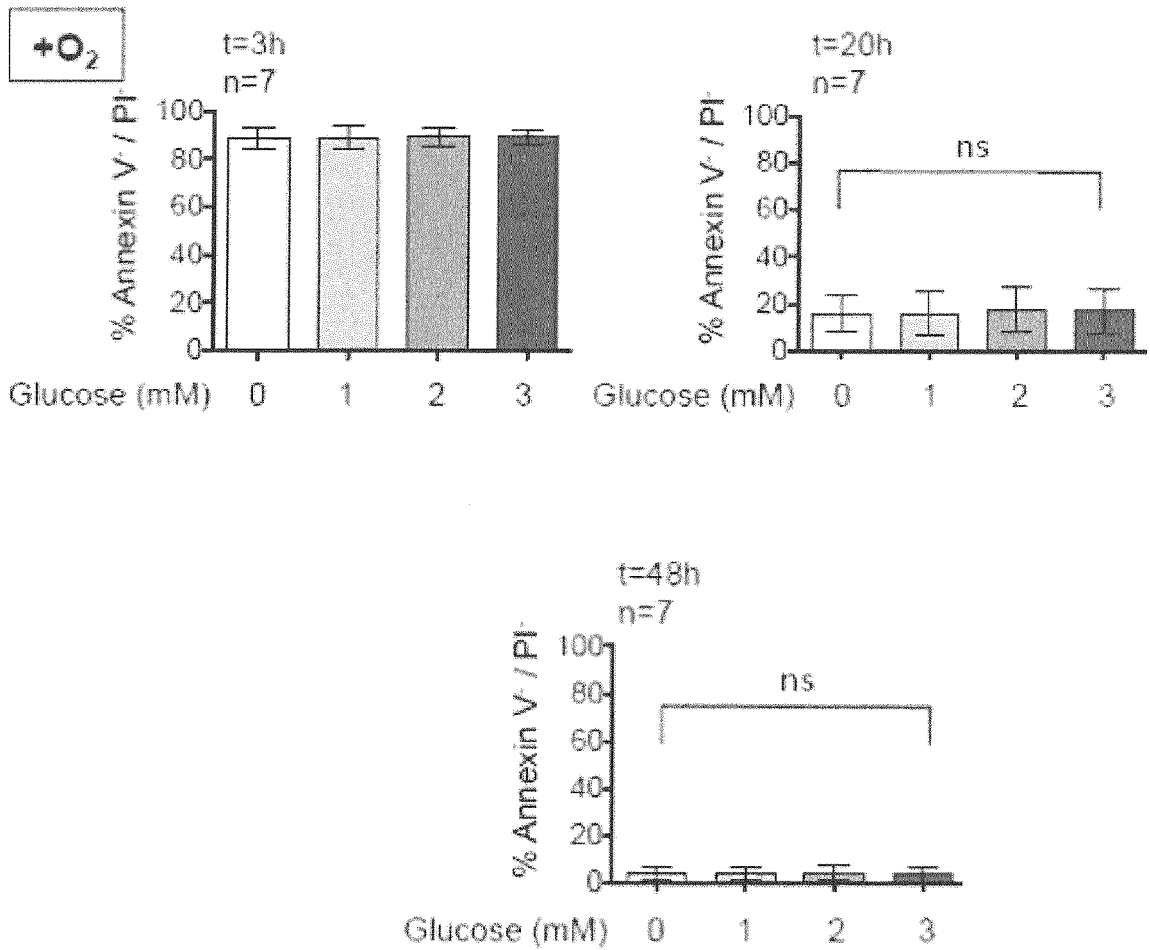 +O₂
t=3h
n=7
% Annexin V⁻ / PI⁻
100
80
60
40
20
0
Glucose (mM) 0 1 2 3
t=20h
n=7
% Annexin V⁻ / PI⁻
100
80
60
40
20
0
ns
Glucose (mM) 0 1 2 3
t=48h
n=7
% Annexin V⁻ / PI⁻
100
80
60
40
20
0
ns
Glucose (mM) 0 1 2 3